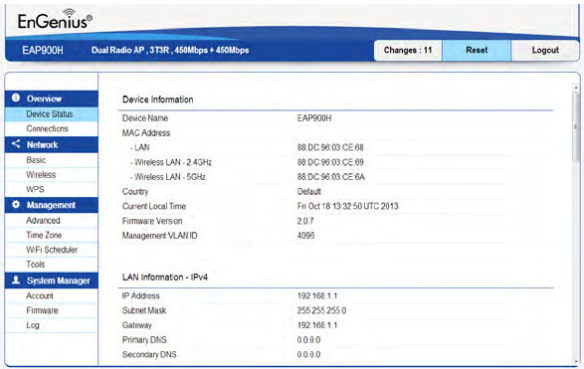 EnGenius®
EAP900H Dual Radio AP , 3T3R , 450Mbps + 450Mbps Changes : 11 Reset Logout
Overview
Device Status
Connections
Network
Basic
Wireless
WPS
Management
Advanced
Time Zone
WiFi Scheduler
Tools
System Manager
Account
Firmware
Log
Device Information
Device Name EAP900H
MAC Address
- LAN 88:DC:96:03:CE:68
- Wireless LAN - 2.4GHz 88:DC:96:03:CE:69
- Wireless LAN - 5GHz 88:DC:96:03:CE:6A
Country Default
Current Local Time Fri Oct 18 13:32:50 UTC 2013
Firmware Version 2.0.7
Management VLAN ID 4096
LAN Information - IPv4
IP Address 192.168.1.1
Subnet Mask 255.255.255.0
Gateway 192.168.1.1
Primary DNS 0.0.0.0
Secondary DNS 0.0.0.0